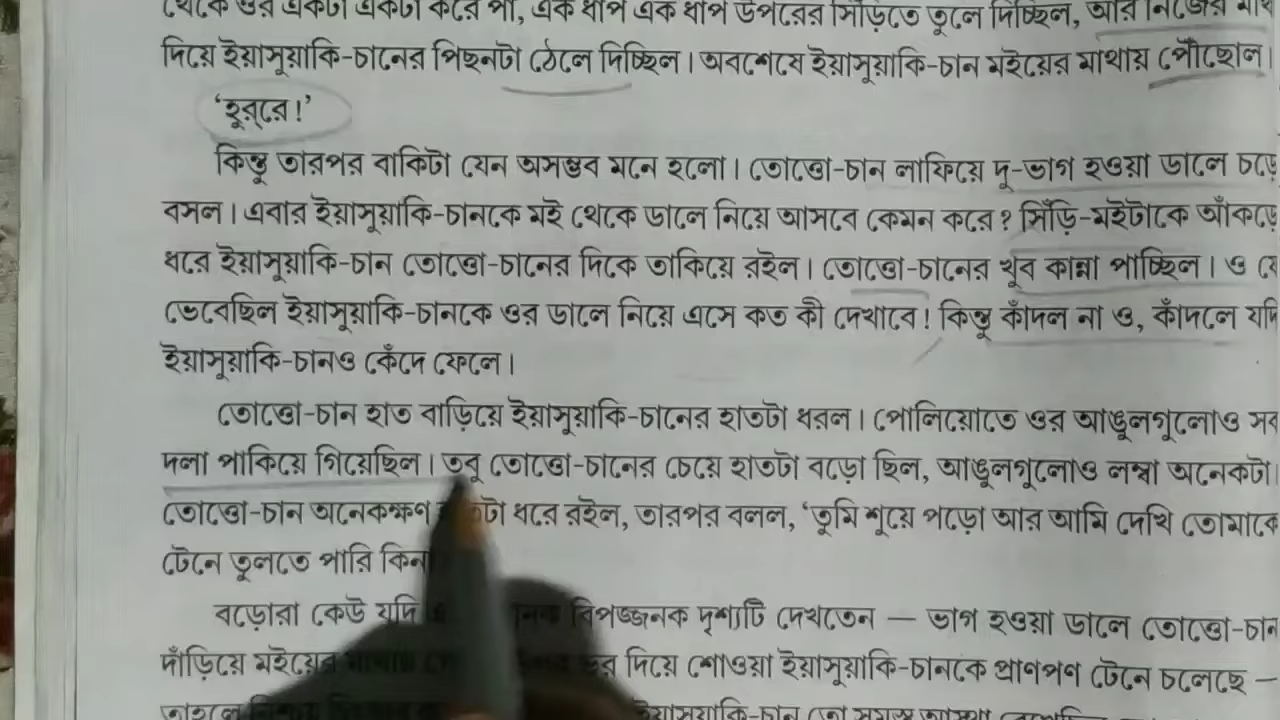 থেকে ওর একটা একটা করে পা, এক ধাপ এক ধাপ উপরের সিঁড়িতে তুলে দিচ্ছিল, আর নিজের
দিয়ে ইয়াসুয়াকি-চানের পিছনটা ঠেলে দিচ্ছিল। অবশেষে ইয়াসুয়াকি-চান মইয়ের মাথায় পৌঁছোল।
‘হুর্‌রে!’
কিন্তু তারপর বাকিটা যেন অসম্ভব মনে হলো। তোত্তো-চান লাফিয়ে দু-ভাগ হওয়া ডালে চড়ে
বসল। এবার ইয়াসুয়াকি-চানকে মই থেকে ডালে নিয়ে আসবে কেমন করে? সিঁড়ি-মইটাকে আঁকড়ে
ধরে ইয়াসুয়াকি-চান তোত্তো-চানের দিকে তাকিয়ে রইল। তোত্তো-চানের খুব কান্না পাচ্ছিল। ও
ভেবেছিল ইয়াসুয়াকি-চানকে ওর ডালে নিয়ে এসে কত কী দেখাবে! কিন্তু কাঁদল না ও, কাঁদলে যদি
ইয়াসুয়াকি-চানও কেঁদে ফেলে।
তোত্তো-চান হাত বাড়িয়ে ইয়াসুয়াকি-চানের হাতটা ধরল। পোলিয়োতে ওর আঙুলগুলোও সব
দলা পাকিয়ে গিয়েছিল। তবু তোত্তো-চানের চেয়ে হাতটা বড়ো ছিল, আঙুলগুলোও লম্বা অনেকটা।
তোত্তো-চান অনেকক্ষণ ধরে রইল, তারপর বলল, ‘তুমি শুয়ে পড়ো আর আমি দেখি তোমাকে
টেনে তুলতে পারি কিনা
বড়োরা কেউ যদি বিপজ্জনক দৃশ্যটি দেখতেন — ভাগ হওয়া ডালে তোত্তো-চান
দাঁড়িয়ে মইয়ের দিয়ে শোওয়া ইয়াসুয়াকি-চানকে প্রাণপণ টেনে চলেছে —
তাহলে ইয়াসুয়াকি-চান তো